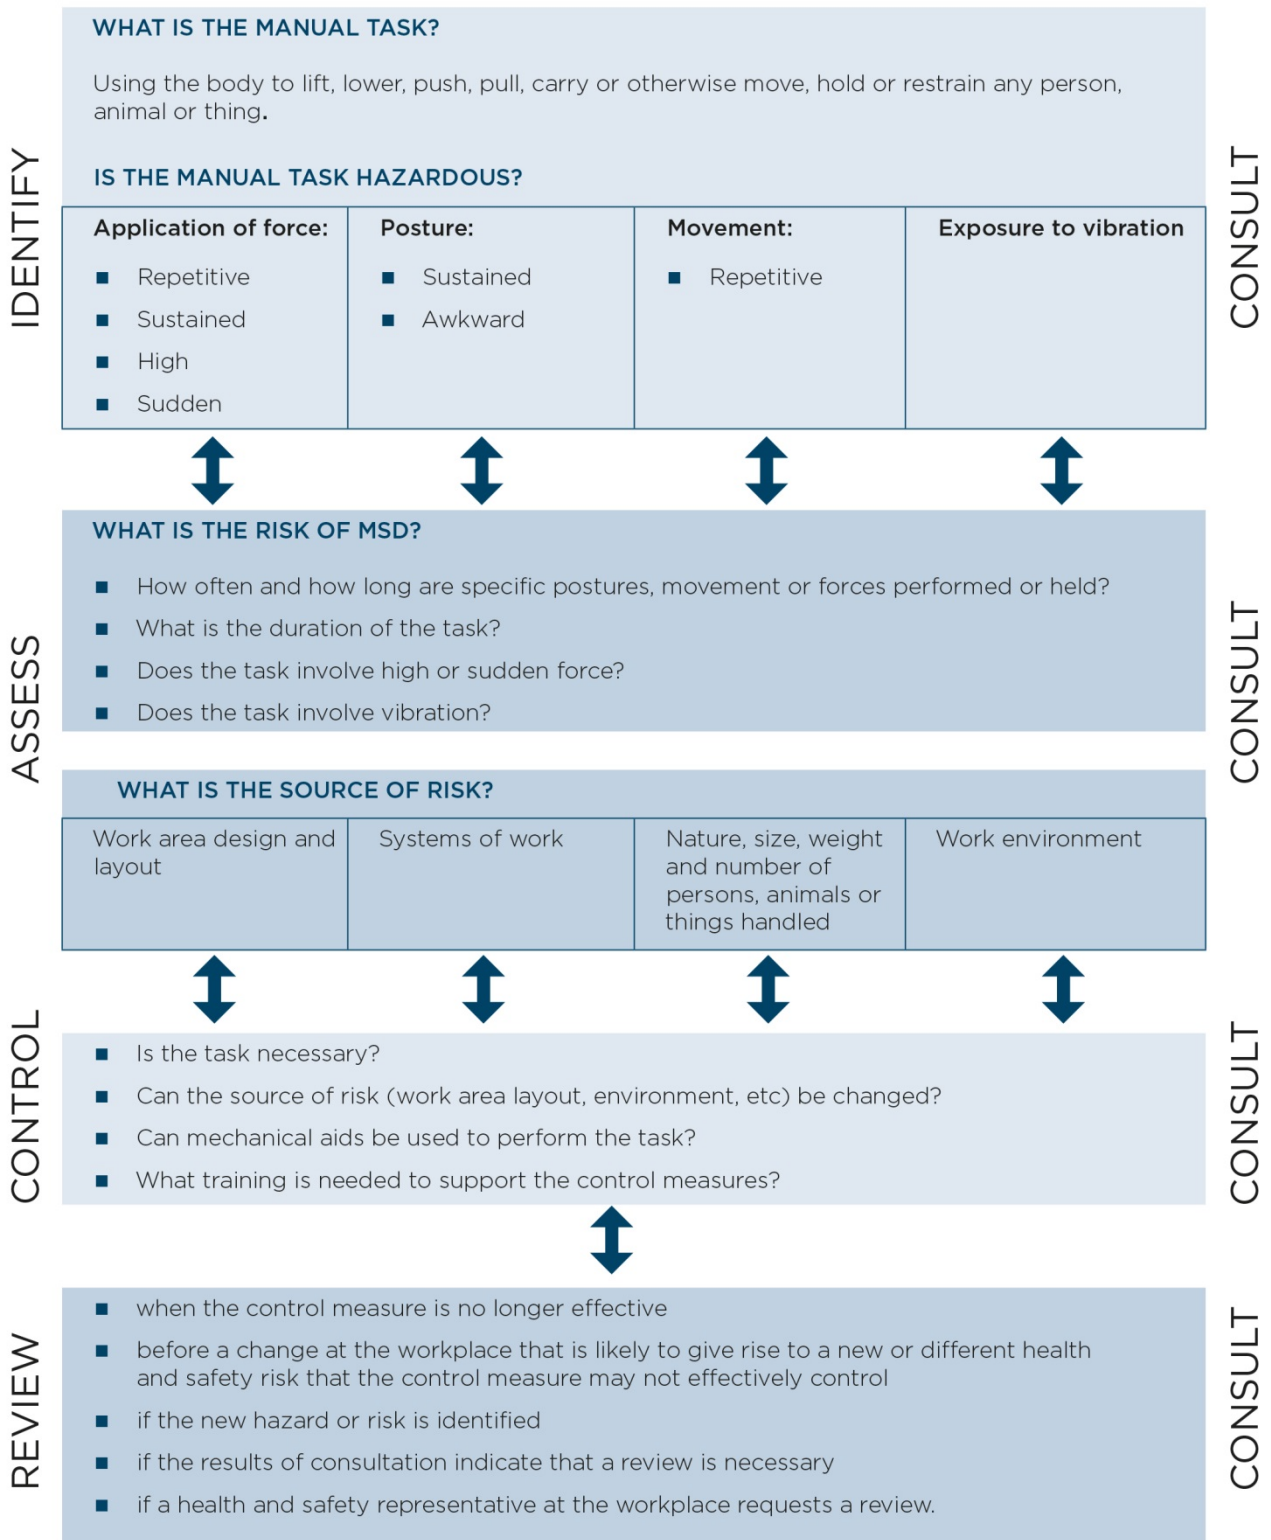 WHAT IS THE MANUAL TASK?
Using the body to lift, lower, push, pull, carry or otherwise move, hold or restrain any person,
animal or thing.
IS THE MANUAL TASK HAZARDOUS?
IDENTIFY
CONSULT
Application of force:
■ Repetitive
■ Sustained
■ High
■ Sudden
Posture:
■ Sustained
■ Awkward
Movement:
■ Repetitive
Exposure to vibration
WHAT IS THE RISK OF MSD?
■ How often and how long are specific postures, movement or forces performed or held?
■ What is the duration of the task?
■ Does the task involve high or sudden force?
■ Does the task involve vibration?
ASSESS
CONSULT
WHAT IS THE SOURCE OF RISK?
Work area design and
layout
Systems of work
Nature, size, weight
and number of
persons, animals or
things handled
Work environment
CONTROL
CONSULT
■ Is the task necessary?
■ Can the source of risk (work area layout, environment, etc) be changed?
■ Can mechanical aids be used to perform the task?
■ What training is needed to support the control measures?
REVIEW
CONSULT
■ when the control measure is no longer effective
■ before a change at the workplace that is likely to give rise to a new or different health
and safety risk that the control measure may not effectively control
■ if the new hazard or risk is identified
■ if the results of consultation indicate that a review is necessary
■ if a health and safety representative at the workplace requests a review.